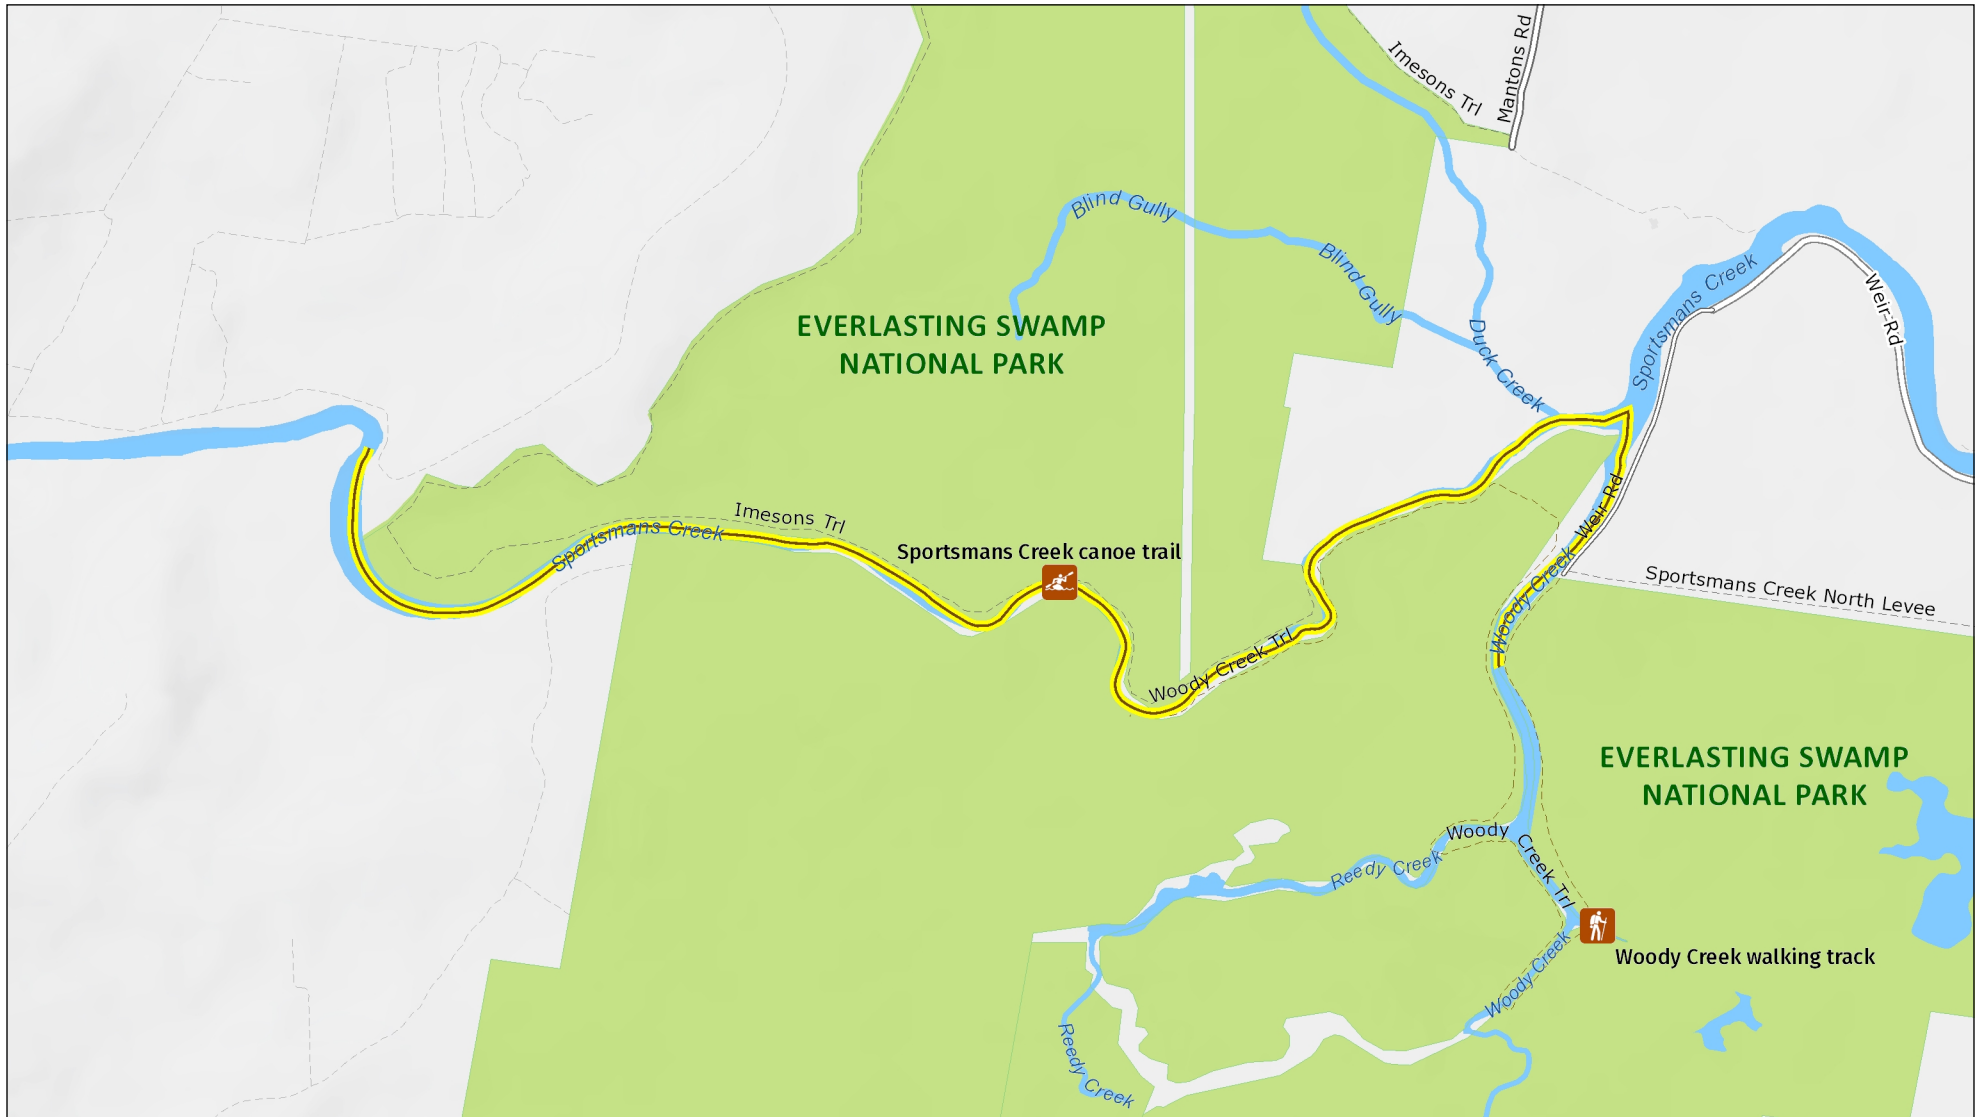 Imesons Trl
Mantons Rd
Blind Gully
Blind Gully
Sportsmans Creek
Weir Rd
EVERLASTING SWAMP
NATIONAL PARK
Duck Creek
Imesons Trl
Sportsmans Creek
Weir Rd
Sportsmans Creek canoe trail
Woody Creek
Sportsmans Creek North Levee
Woody Creek Trl
EVERLASTING SWAMP
NATIONAL PARK
Woody
Creek Trl
Reedy Creek
Woody Creek walking track
Woody Creek
Reedy Creek